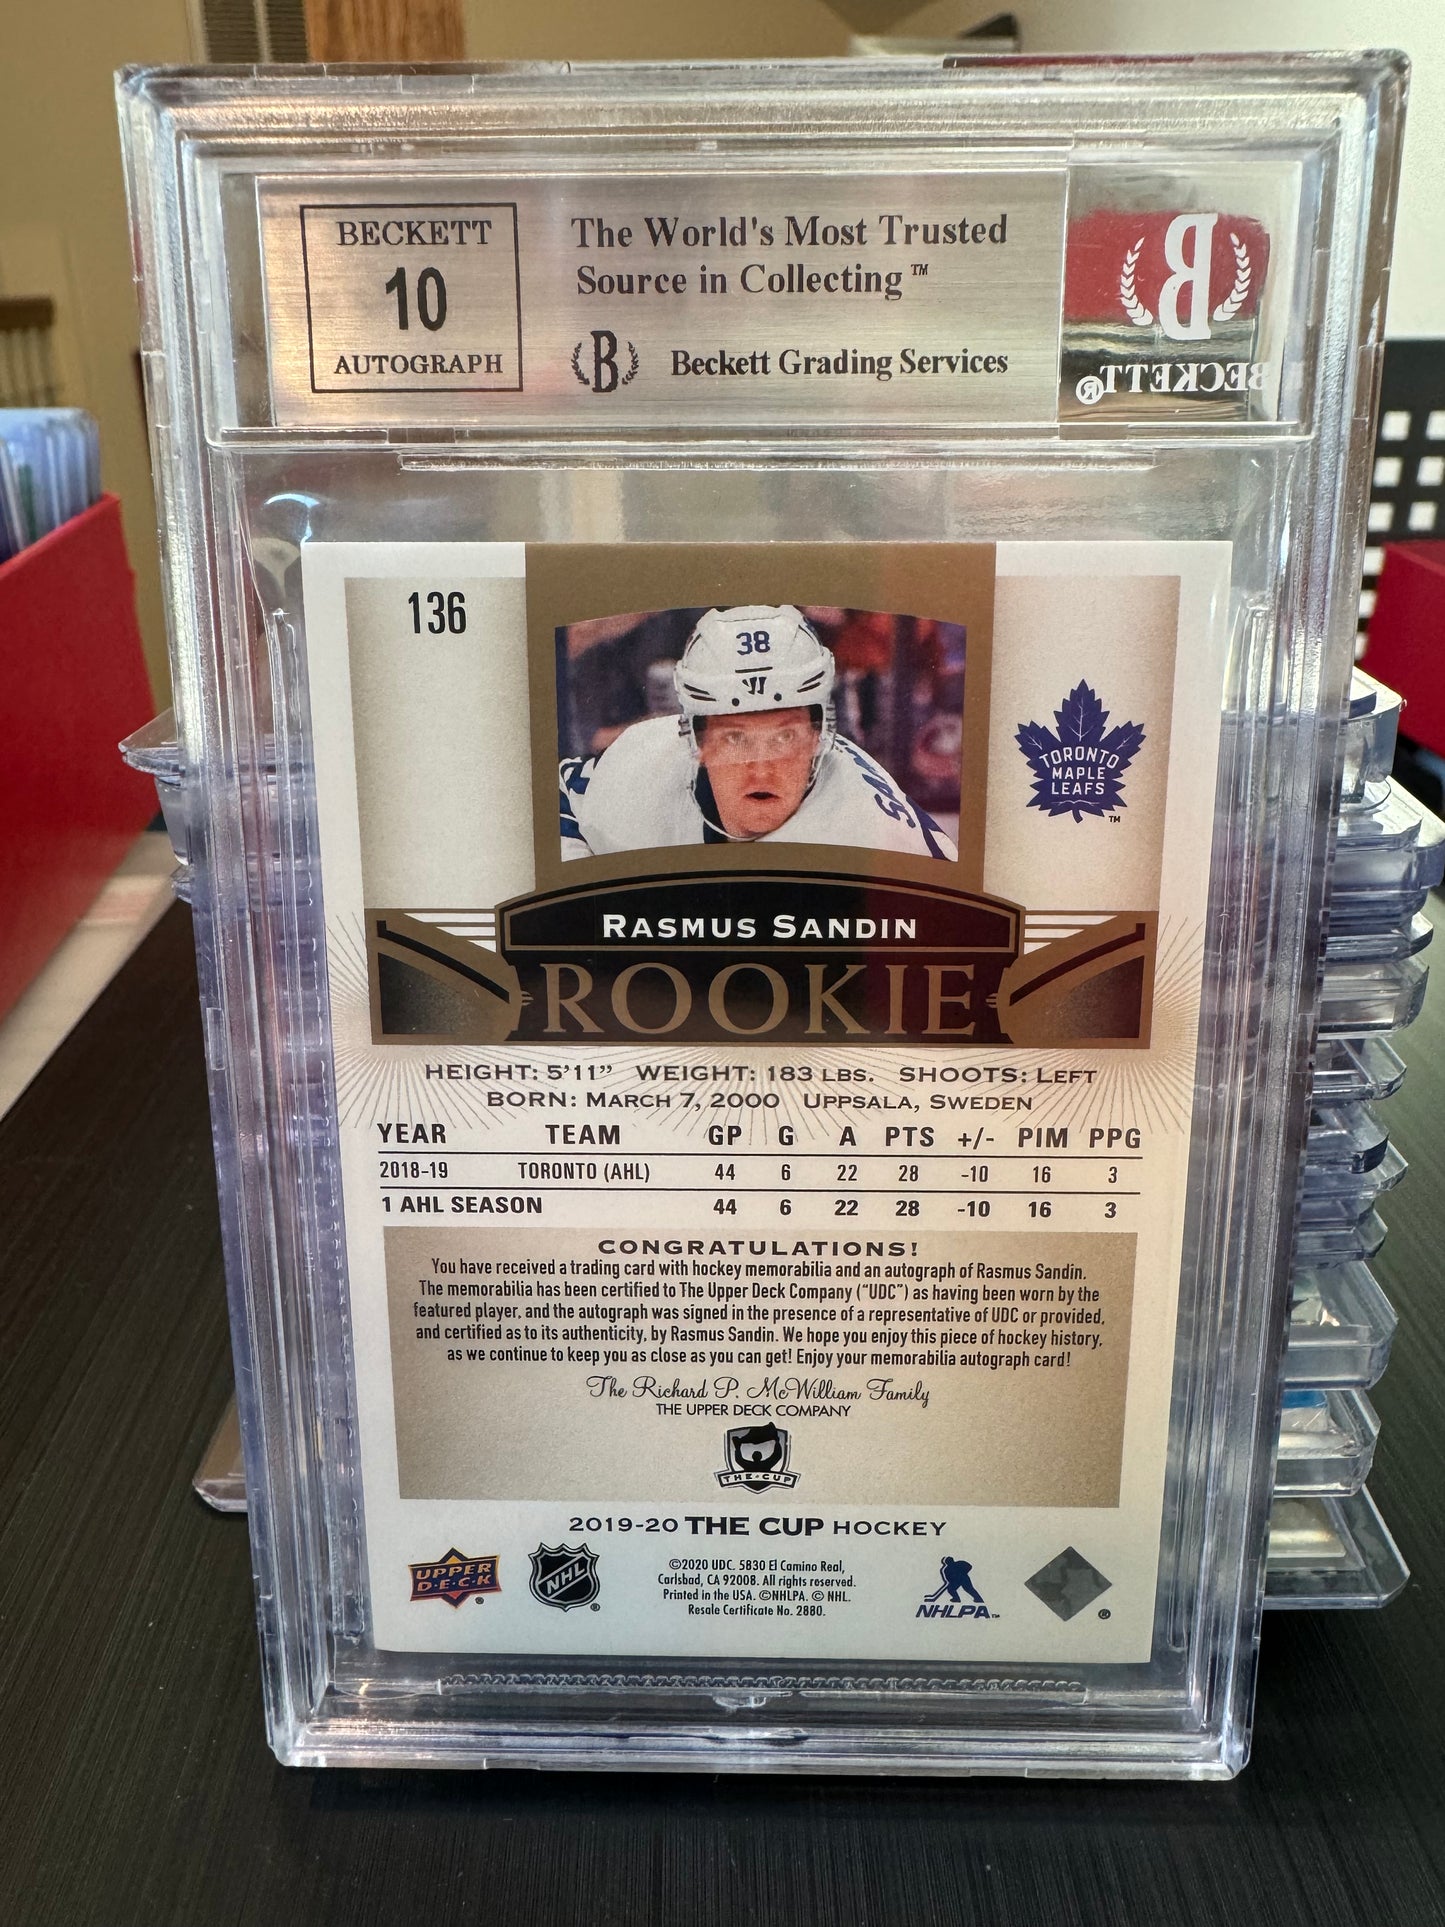 BECKETT
10
AUTOGRAPH
The World's Most Trusted
Source in Collecting™
B
Beckett Grading Services
B
BECKETT®
136
38
W
TORONTO
MAPLE
LEAFS
™
RASMUS SANDIN
ROOKIE
HEIGHT: 5'11" WEIGHT: 183 LBS. SHOOTS: LEFT
BORN: MARCH 7, 2000 UPPSALA, SWEDEN
YEAR TEAM GP G A PTS +/- PIM PPG
2018-19 TORONTO (AHL) 44 6 22 28 -10 16 3
1 AHL SEASON 44 6 22 28 -10 16 3
CONGRATULATIONS!
You have received a trading card with hockey memorabilia and an autograph of Rasmus Sandin.
The memorabilia has been certified to The Upper Deck Company ("UDC") as having been worn by the
featured player, and the autograph was signed in the presence of a representative of UDC or provided,
and certified as to its authenticity, by Rasmus Sandin. We hope you enjoy this piece of hockey history,
as we continue to keep you as close as you can get! Enjoy your memorabilia autograph card!
The Richard P. McWilliam Family
THE UPPER DECK COMPANY
THE CUP
2019-20 THE CUP HOCKEY
UPPER
D·E·C·K
®
NHL
®
©2020 UDC. 5830 El Camino Real,
Carlsbad, CA 92008. All rights reserved.
Printed in the USA. ©NHLPA. © NHL.
Resale Certificate No. 2880.
NHLPA™
®